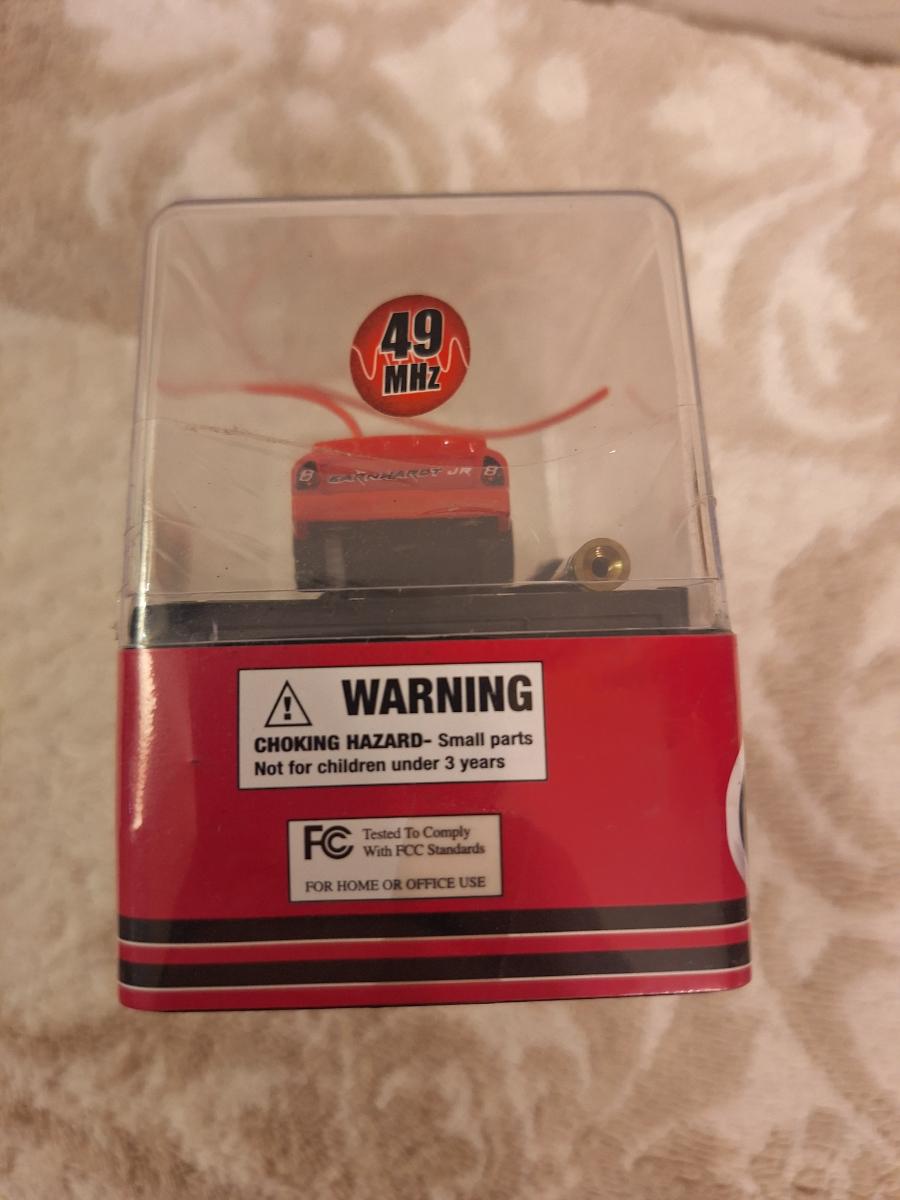 49
MHz
8 EARNHARDT JR 8
WARNING
CHOKING HAZARD- Small parts
Not for children under 3 years
FC Tested To Comply
With FCC Standards
FOR HOME OR OFFICE USE